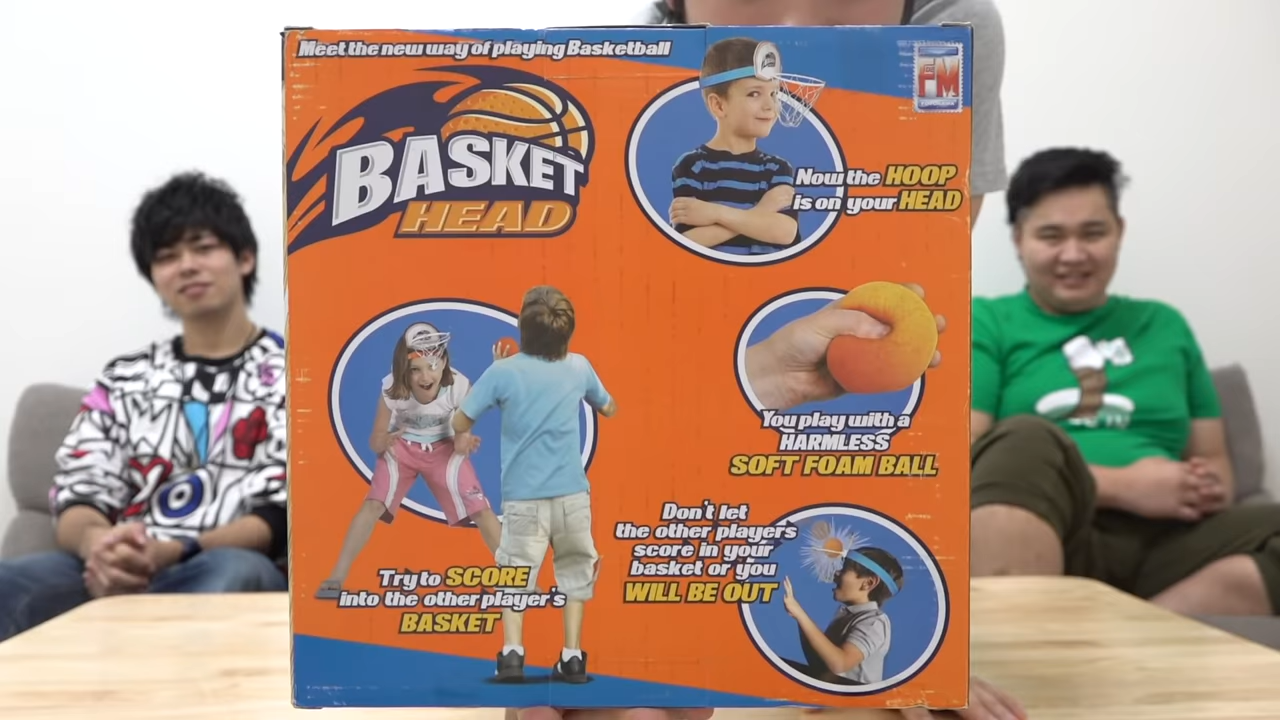 Meet the new way of playing Basketball
BASKET
HEAD
FM
Now the HOOP
is on your HEAD
You play with a
HARMLESS
SOFT FOAM BALL
Don't let
the other players
score in your
basket or you
WILL BE OUT
Try to SCORE
into the other player's
BASKET